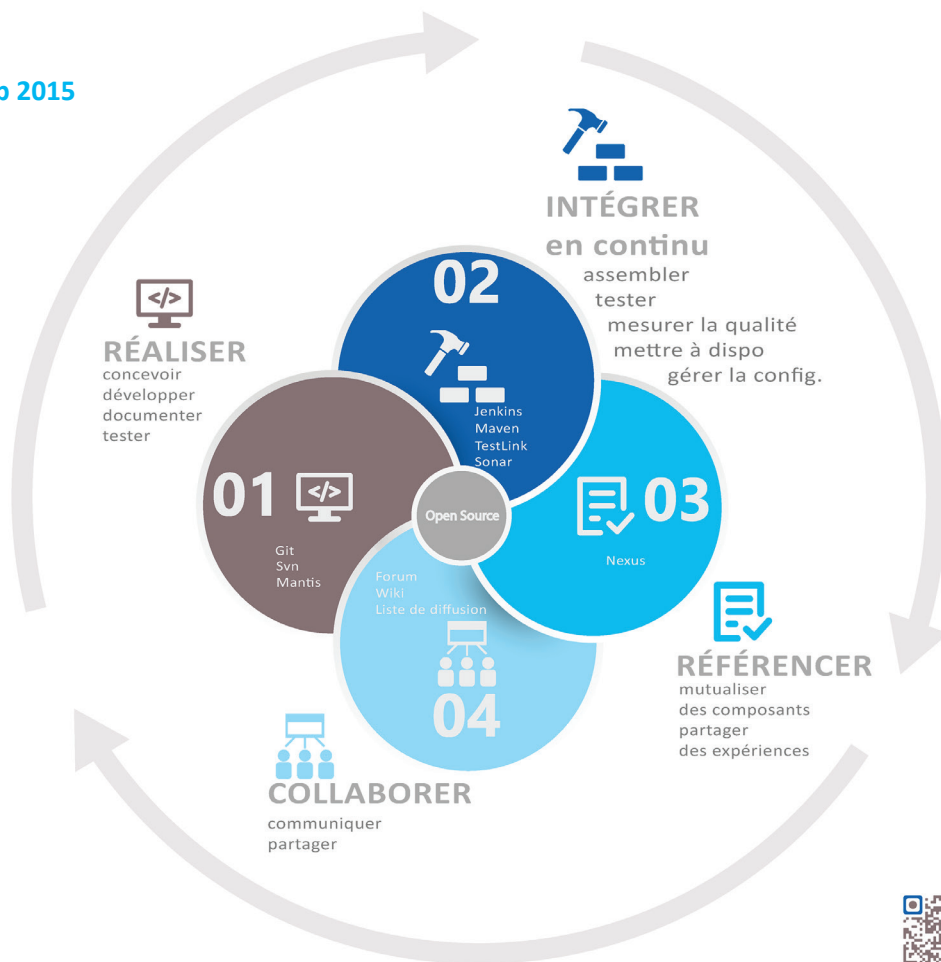 2015
INTÉGRER
en continu
assembler
tester
mesurer la qualité
mettre à dispo
gérer la config.
</>
RÉALISER
concevoir
développer
documenter
tester
02
Jenkins
Maven
TestLink
Sonar
01
</>
Git
Svn
Mantis
Open Source
03
Nexus
Forum
Wiki
Liste de diffusion
04
RÉFÉRENCER
mutualiser
des composants
partager
des expériences
COLLABORER
communiquer
partager